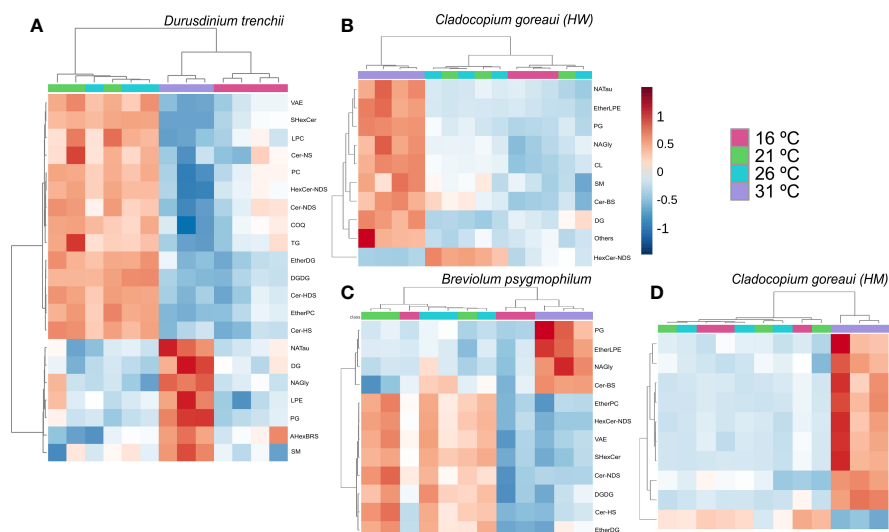 A
Durusdinium trenchii
VAE
SHexCer
LPC
Cer-NS
PC
HexCer-NDS
Cer-NDS
COQ
TG
EtherDG
DGDG
Cer-HDS
EtherPC
Cer-HS
NATau
DG
NAGly
LPE
PG
AHexBRS
SM
B
Cladocopium goreaui (HW)
NATau
EtherLPE
PG
NAGly
CL
SM
Cer-BS
DG
Others
HexCer-NDS
1
0.5
0
-0.5
-1
16 ºC
21 ºC
26 ºC
31 ºC
C
Breviolum psygmophilum
class
PG
EtherLPE
NAGly
Cer-BS
EtherPC
HexCer-NDS
VAE
SHexCer
Cer-NDS
DGDG
Cer-HS
EtherDG
D
Cladocopium goreaui (HM)